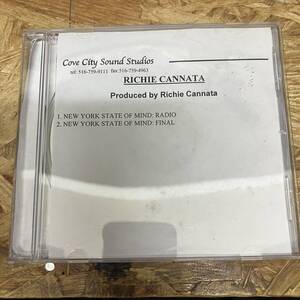 Cove City Sound Studios
tel: 516-759-9111 fax 516-759-4963
RICHIE CANNATA
Produced by Richie Cannata
1. NEW YORK STATE OF MIND: RADIO
2. NEW YORK STATE OF MIND: FINAL